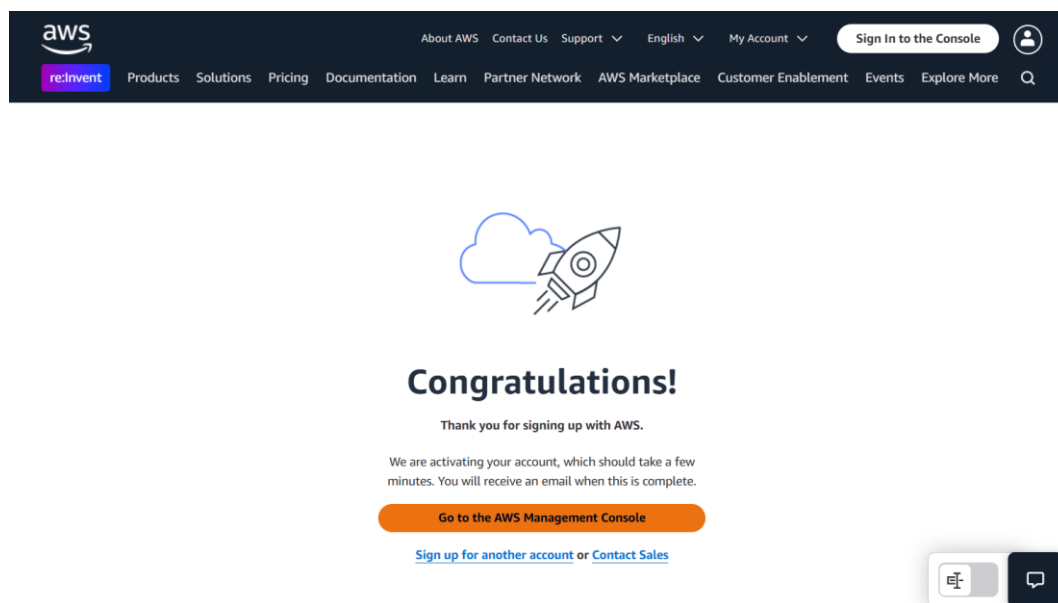 aws
About AWS Contact Us Support English My Account Sign In to the Console
re:Invent Products Solutions Pricing Documentation Learn Partner Network AWS Marketplace Customer Enablement Events Explore More
Congratulations!
Thank you for signing up with AWS.
We are activating your account, which should take a few
minutes. You will receive an email when this is complete.
Go to the AWS Management Console
Sign up for another account or Contact Sales